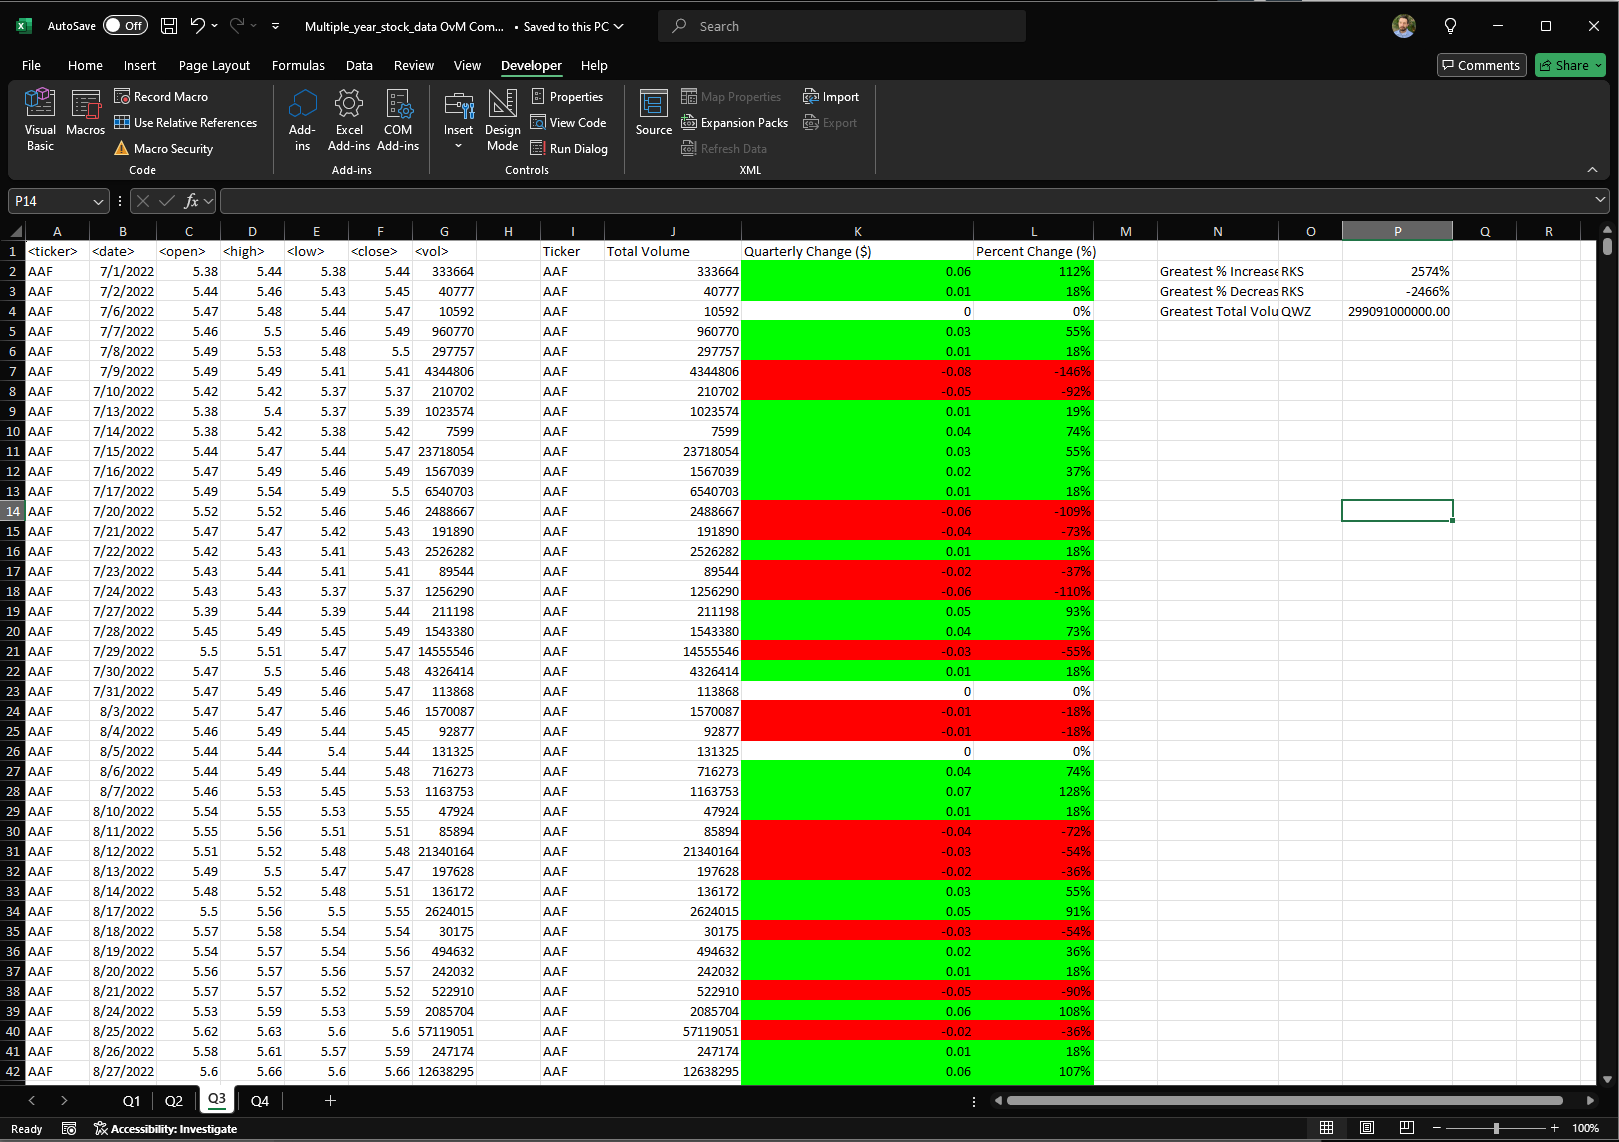 AutoSave Off Multiple_year_stock_data OvM Com... • Saved to this PC Search
File Home Insert Page Layout Formulas Data Review View Developer Help Comments Share
Visual Basic Macros Record Macro Use Relative References Macro Security Code
Add-ins Excel Add-ins COM Add-ins Add-ins
Insert Design Mode Properties View Code Run Dialog Controls
Source Map Properties Expansion Packs Refresh Data Import Export XML
P14 fx
A B C D E F G H I J K L M N O P Q R
1 <ticker> <date> <open> <high> <low> <close> <vol> Ticker Total Volume Quarterly Change ($) Percent Change (%)
2 AAF 7/1/2022 5.38 5.44 5.38 5.44 333664 AAF 333664 0.06 112% Greatest % Increase RKS 2574%
3 AAF 7/2/2022 5.44 5.46 5.43 5.45 40777 AAF 40777 0.01 18% Greatest % Decreas RKS -2466%
4 AAF 7/6/2022 5.47 5.48 5.44 5.47 10592 AAF 10592 0 0% Greatest Total Volu QWZ 299091000000.00
5 AAF 7/7/2022 5.46 5.5 5.46 5.49 960770 AAF 960770 0.03 55%
6 AAF 7/8/2022 5.49 5.53 5.48 5.5 297757 AAF 297757 0.01 18%
7 AAF 7/9/2022 5.49 5.49 5.41 5.41 4344806 AAF 4344806 -0.08 -146%
8 AAF 7/10/2022 5.42 5.42 5.37 5.37 210702 AAF 210702 -0.05 -92%
9 AAF 7/13/2022 5.38 5.4 5.37 5.39 1023574 AAF 1023574 0.01 19%
10 AAF 7/14/2022 5.38 5.42 5.38 5.42 7599 AAF 7599 0.04 74%
11 AAF 7/15/2022 5.44 5.47 5.44 5.47 23718054 AAF 23718054 0.03 55%
12 AAF 7/16/2022 5.47 5.49 5.46 5.49 1567039 AAF 1567039 0.02 37%
13 AAF 7/17/2022 5.49 5.54 5.49 5.5 6540703 AAF 6540703 0.01 18%
14 AAF 7/20/2022 5.52 5.52 5.46 5.46 2488667 AAF 2488667 -0.06 -109%
15 AAF 7/21/2022 5.47 5.47 5.42 5.43 191890 AAF 191890 -0.04 -73%
16 AAF 7/22/2022 5.42 5.43 5.41 5.43 2526282 AAF 2526282 0.01 18%
17 AAF 7/23/2022 5.43 5.44 5.41 5.41 89544 AAF 89544 -0.02 -37%
18 AAF 7/24/2022 5.43 5.43 5.37 5.37 1256290 AAF 1256290 -0.06 -110%
19 AAF 7/27/2022 5.39 5.44 5.39 5.44 211198 AAF 211198 0.05 93%
20 AAF 7/28/2022 5.45 5.49 5.45 5.49 1543380 AAF 1543380 0.04 73%
21 AAF 7/29/2022 5.5 5.51 5.47 5.47 14555546 AAF 14555546 -0.03 -55%
22 AAF 7/30/2022 5.47 5.5 5.46 5.48 4326414 AAF 4326414 0.01 18%
23 AAF 7/31/2022 5.47 5.49 5.46 5.47 113868 AAF 113868 0 0%
24 AAF 8/3/2022 5.47 5.47 5.46 5.46 1570087 AAF 1570087 -0.01 -18%
25 AAF 8/4/2022 5.46 5.49 5.44 5.45 92877 AAF 92877 -0.01 -18%
26 AAF 8/5/2022 5.44 5.44 5.4 5.44 131325 AAF 131325 0 0%
27 AAF 8/6/2022 5.44 5.49 5.44 5.48 716273 AAF 716273 0.04 74%
28 AAF 8/7/2022 5.46 5.53 5.45 5.53 1163753 AAF 1163753 0.07 128%
29 AAF 8/10/2022 5.54 5.55 5.53 5.55 47924 AAF 47924 0.01 18%
30 AAF 8/11/2022 5.55 5.56 5.51 5.51 85894 AAF 85894 -0.04 -72%
31 AAF 8/12/2022 5.51 5.52 5.48 5.48 21340164 AAF 21340164 -0.03 -54%
32 AAF 8/13/2022 5.49 5.5 5.47 5.47 197628 AAF 197628 -0.02 -36%
33 AAF 8/14/2022 5.48 5.52 5.48 5.51 136172 AAF 136172 0.03 55%
34 AAF 8/17/2022 5.5 5.56 5.5 5.55 2624015 AAF 2624015 0.05 91%
35 AAF 8/18/2022 5.57 5.58 5.54 5.54 30175 AAF 30175 -0.03 -54%
36 AAF 8/19/2022 5.54 5.57 5.54 5.56 494632 AAF 494632 0.02 36%
37 AAF 8/20/2022 5.56 5.57 5.56 5.57 242032 AAF 242032 0.01 18%
38 AAF 8/21/2022 5.57 5.57 5.52 5.52 522910 AAF 522910 -0.05 -90%
39 AAF 8/24/2022 5.53 5.59 5.53 5.59 2085704 AAF 2085704 0.06 108%
40 AAF 8/25/2022 5.62 5.63 5.6 5.6 57119051 AAF 57119051 -0.02 -36%
41 AAF 8/26/2022 5.58 5.61 5.57 5.59 247174 AAF 247174 0.01 18%
42 AAF 8/27/2022 5.6 5.66 5.6 5.66 12638295 AAF 12638295 0.06 107%
Q1 Q2 Q3 Q4
Ready Accessibility: Investigate 100%